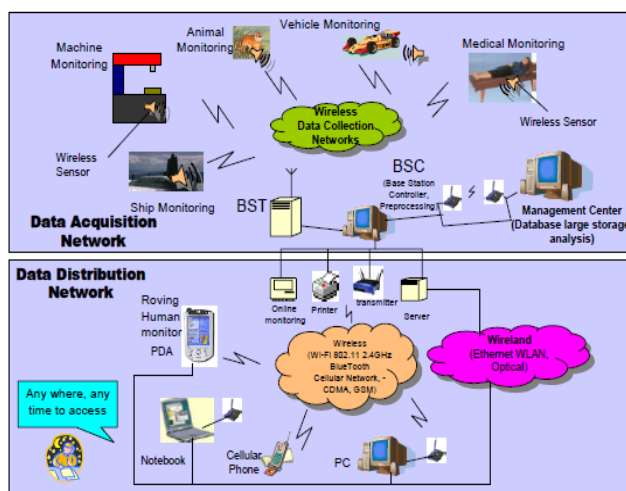 Machine
Monitoring
Animal
Monitoring
Vehicle Monitoring
Medical Monitoring
Wireless
Data Collection
Networks
Wireless Sensor
Wireless
Sensor
Ship Monitoring
BST
BSC
(Base Station
Controller,
Preprocessing)
Management Center
(Database large storage,
analysis)
Data Acquisition
Network
Data Distribution
Network
Roving
Human
monitor
PDA
Online
monitoring
Printer
transmitter
Server
Wireless
(Wi-Fi 802.11 2.4GHz
BlueTooth
Cellular Network, -
CDMA, GSM)
Wireland
(Ethernet WLAN,
Optical)
Any where, any
time to access
Notebook
Cellular
Phone
PC